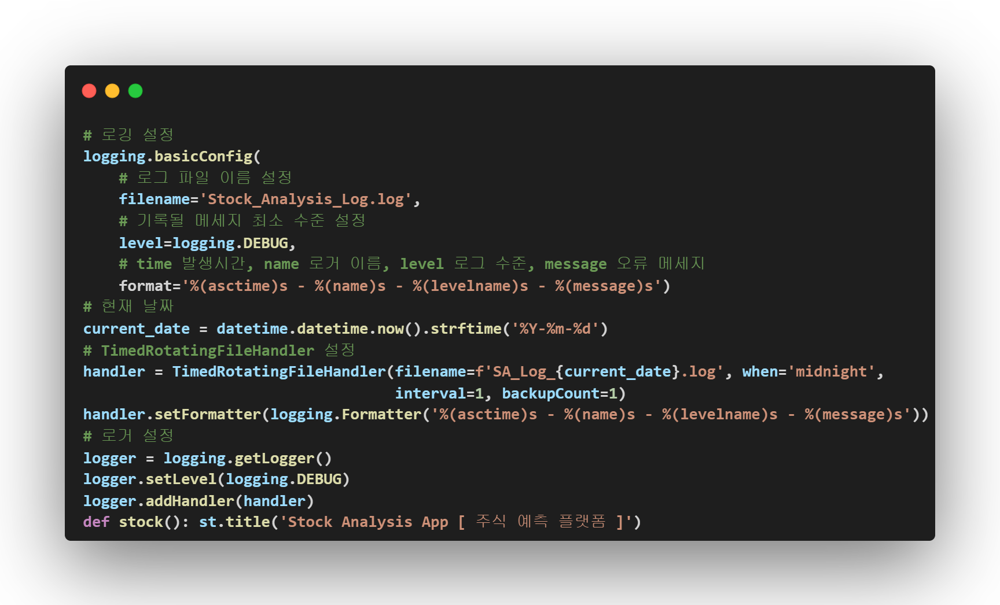 # 로깅 설정
logging.basicConfig(
    # 로그 파일 이름 설정
    filename='Stock_Analysis_Log.log',
    # 기록될 메세지 최소 수준 설정
    level=logging.DEBUG,
    # time 발생시간, name 로거 이름, level 로그 수준, message 오류 메세지
    format='%(asctime)s - %(name)s - %(levelname)s - %(message)s')
# 현재 날짜
current_date = datetime.datetime.now().strftime('%Y-%m-%d')
# TimedRotatingFileHandler 설정
handler = TimedRotatingFileHandler(filename=f'SA_Log_{current_date}.log', when='midnight',
                                   interval=1, backupCount=1)
handler.setFormatter(logging.Formatter('%(asctime)s - %(name)s - %(levelname)s - %(message)s'))
# 로거 설정
logger = logging.getLogger()
logger.setLevel(logging.DEBUG)
logger.addHandler(handler)
def stock(): st.title('Stock Analysis App [ 주식 예측 플랫폼 ]')